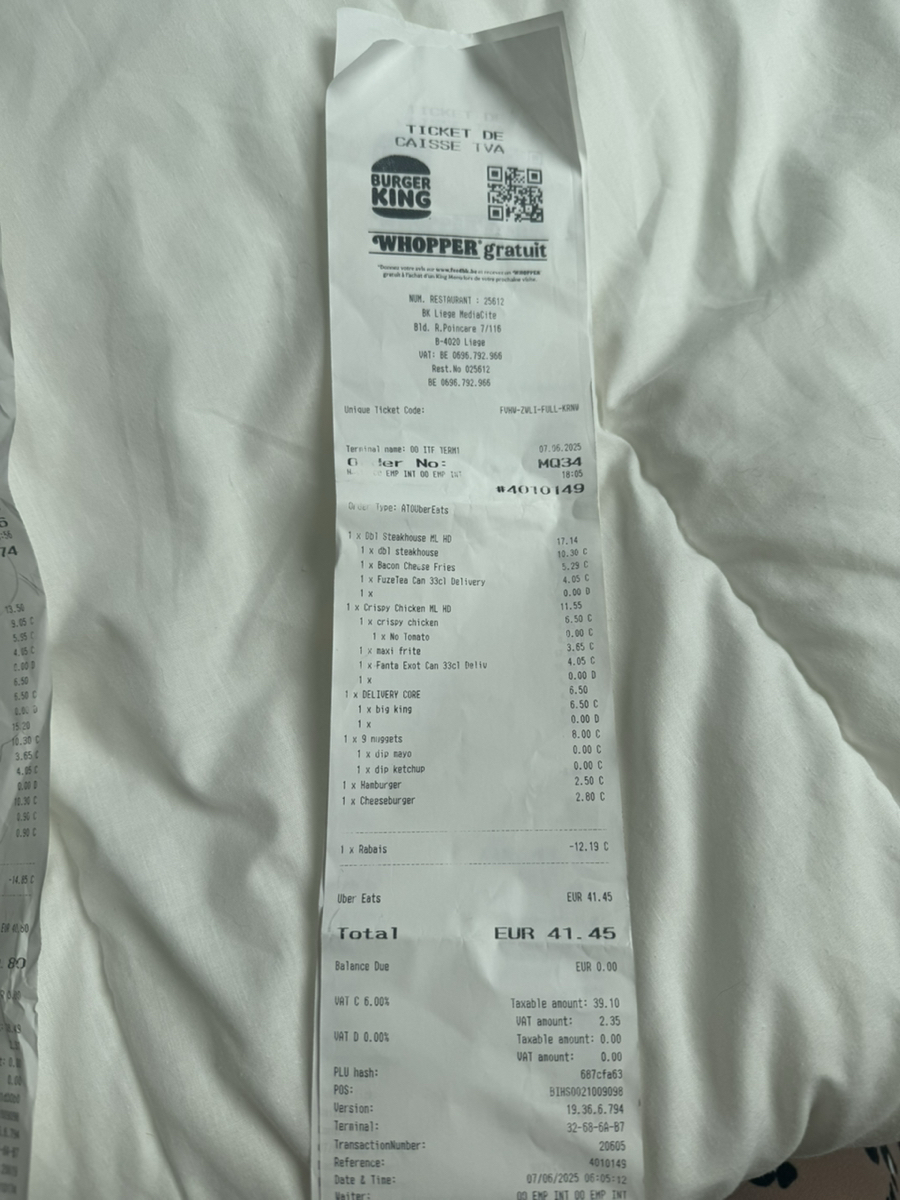 TICKET DE
CAISSE TVA
BURGER
KING
WHOPPER® gratuit
gratuit à l'achat d'un King Menu lors de votre prochaine visite.
NUM. RESTAURANT : 25612
BK Liege MediaCite
Bld. R.Poincare 7/116
B-4020 Liege
VAT: BE 0696.792.966
Rest.No 025612
BE 0696.792.966
Unique Ticket Code: FVHW-ZWLI-FULL-KRNW
Terminal name: 00 ITF TERM1 07.06.2025
No: MQ34
EMP INT 00 EMP INT 18:05
#4010149
Order Type: ATOUberEats
1 x Dbl Steakhouse ML HD 17.14
1 x dbl steakhouse 10.30 C
1 x Bacon Cheese Fries 5.29 C
1 x FuzeTea Can 33cl Delivery 4.05 C
1 x 0.00 D
1 x Crispy Chicken ML HD 11.55
1 x crispy chicken 6.50 C
1 x No Tomato 0.00 C
1 x maxi frite 3.65 C
1 x Fanta Exot Can 33cl Deliv 4.05 C
1 x 0.00 D
1 x DELIVERY CORE 6.50
1 x big king 6.50 C
1 x 0.00 D
1 x 9 nuggets 8.00 C
1 x dip mayo 0.00 C
1 x dip ketchup 0.00 C
1 x Hamburger 2.50 C
1 x Cheeseburger 2.80 C
1 x Rabais -12.19 C
Uber Eats EUR 41.45
Total EUR 41.45
Balance Due EUR 0.00
VAT C 6.00% Taxable amount: 39.10
VAT amount: 2.35
VAT D 0.00% Taxable amount: 0.00
VAT amount: 0.00
PLU hash: 687cfa63
POS: BIHS0021009098
Version: 19.36.6.794
Terminal: 32-68-6A-B7
TransactionNumber: 20605
Reference: 4010149
Date & Time: 07/06/2025 06:05:12
Waiter: 00 EMP INT 00 EMP INT